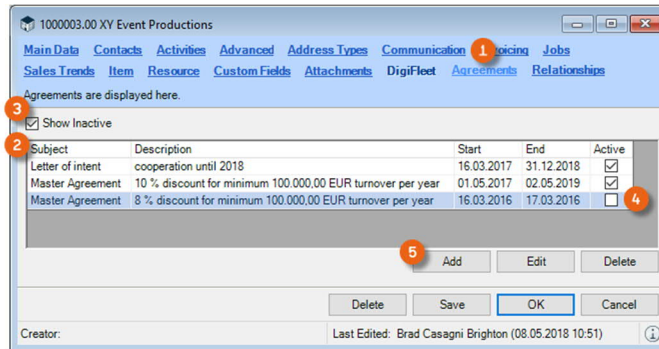 1000003.00 XY Event Productions
Main Data Contacts Activities Advanced Address Types Communication 1 oicing Jobs
Sales Trends Item Resource Custom Fields Attachments DigiFleet Agreements Relationships
Agreements are displayed here.
3
Show Inactive
2 Subject Description Start End Active
Letter of intent cooperation until 2018 16.03.2017 31.12.2018
Master Agreement 10 % discount for minimum 100.000,00 EUR turnover per year 01.05.2017 02.05.2019
Master Agreement 8 % discount for minimum 100.000,00 EUR turnover per year 16.03.2016 17.03.2016 4
5 Add Edit Delete
Delete Save OK Cancel
Creator: Last Edited: Brad Casagni Brighton (08.05.2018 10:51)